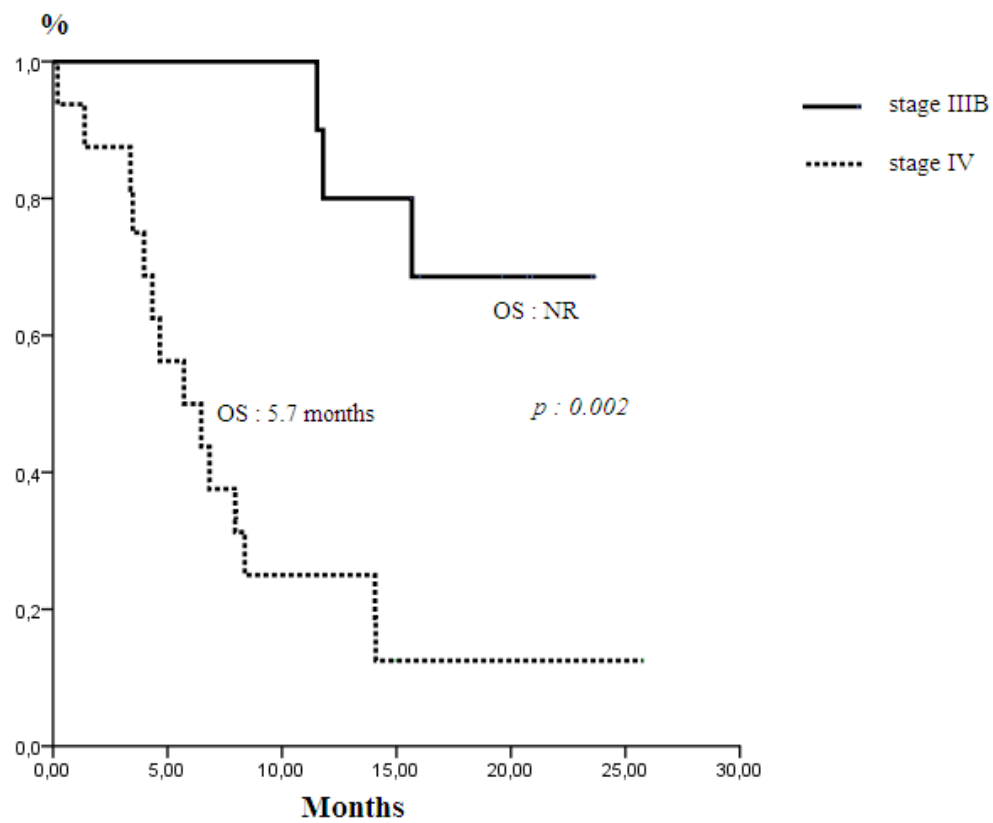 %
1,0
0,8
0,6
0,4
0,2
0,0
0,00 5,00 10,00 15,00 20,00 25,00 30,00
Months
stage IIIB
stage IV
OS : NR
OS : 5.7 months
p : 0.002